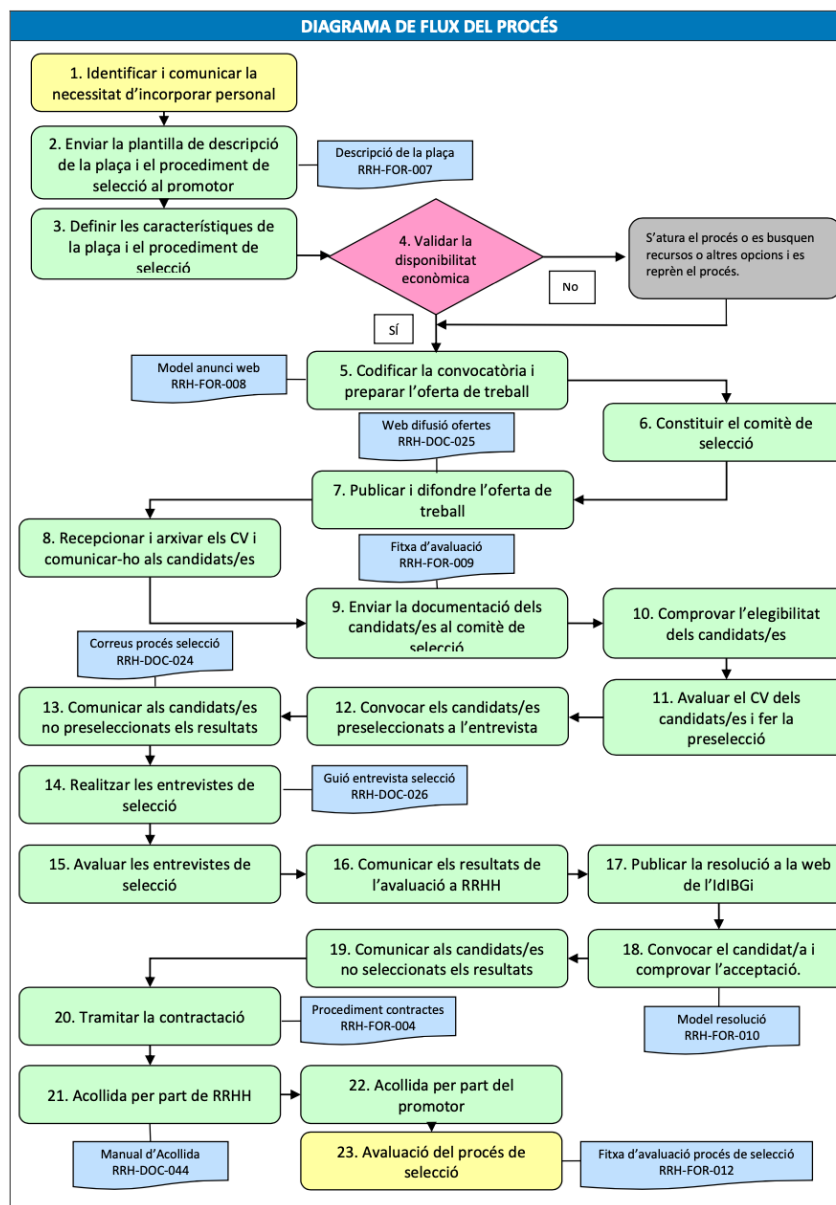 DIAGRAMA DE FLUX DEL PROCÉS
1. Identificar i comunicar la
necessitat d'incorporar personal
2. Enviar la plantilla de descripció
de la plaça i el procediment de
selecció al promotor
Descripció de la plaça
RRH-FOR-007
3. Definir les característiques de
la plaça i el procediment de
selecció
4. Validar la
disponibilitat
econòmica
S'atura el procés o es busquen
recursos o altres opcions i es
reprèn el procés.
No
SÍ
Model anunci web
RRH-FOR-008
5. Codificar la convocatòria i
preparar l'oferta de treball
6. Constituir el comitè de
selecció
Web difusió ofertes
RRH-DOC-025
7. Publicar i difondre l'oferta de
treball
8. Recepcionar i arxivar els CV i
comunicar-ho als candidats/es
Fitxa d'avaluació
RRH-FOR-009
9. Enviar la documentació dels
candidats/es al comitè de
selecció
10. Comprovar l'elegibilitat
dels candidats/es
Correus procés selecció
RRH-DOC-024
13. Comunicar als candidats/es
no preseleccionats els resultats
12. Convocar els candidats/es
preseleccionats a l'entrevista
11. Avaluar el CV dels
candidats/es i fer la
preselecció
14. Realitzar les entrevistes de
selecció
Guió entrevista selecció
RRH-DOC-026
15. Avaluar les entrevistes de
selecció
16. Comunicar els resultats de
l'avaluació a RRHH
17. Publicar la resolució a la web
de l'IdIBGi
19. Comunicar als candidats/es
no seleccionats els resultats
18. Convocar el candidat/a i
comprovar l'acceptació.
20. Tramitar la contractació
Procediment contractes
RRH-FOR-004
Model resolució
RRH-FOR-010
21. Acollida per part de RRHH
22. Acollida per part del
promotor
Manual d'Acollida
RRH-DOC-044
23. Avaluació del procés de
selecció
Fitxa d'avaluació procés de selecció
RRH-FOR-012